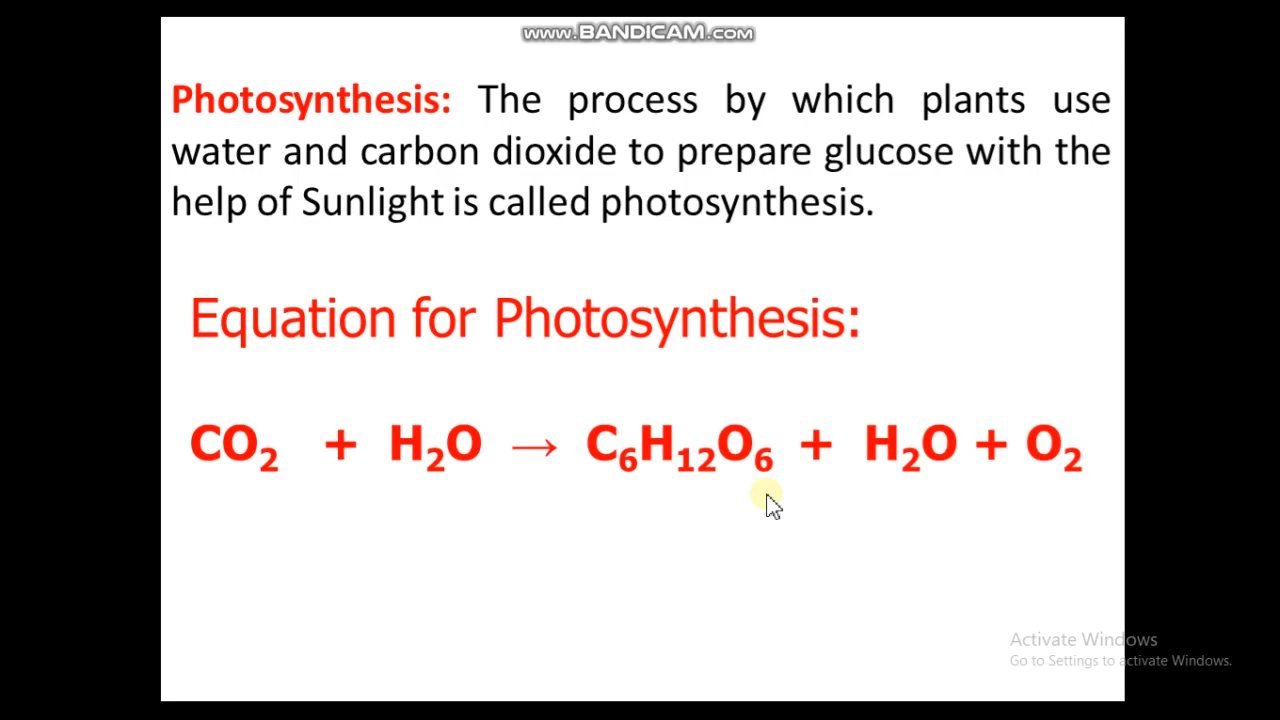 www.BANDICAM.com
Photosynthesis: The process by which plants use
water and carbon dioxide to prepare glucose with the
help of Sunlight is called photosynthesis.
Equation for Photosynthesis:
CO₂ + H₂O → C₆H₁₂O₆ + H₂O + O₂
Activate Windows
Go to Settings to activate Windows.